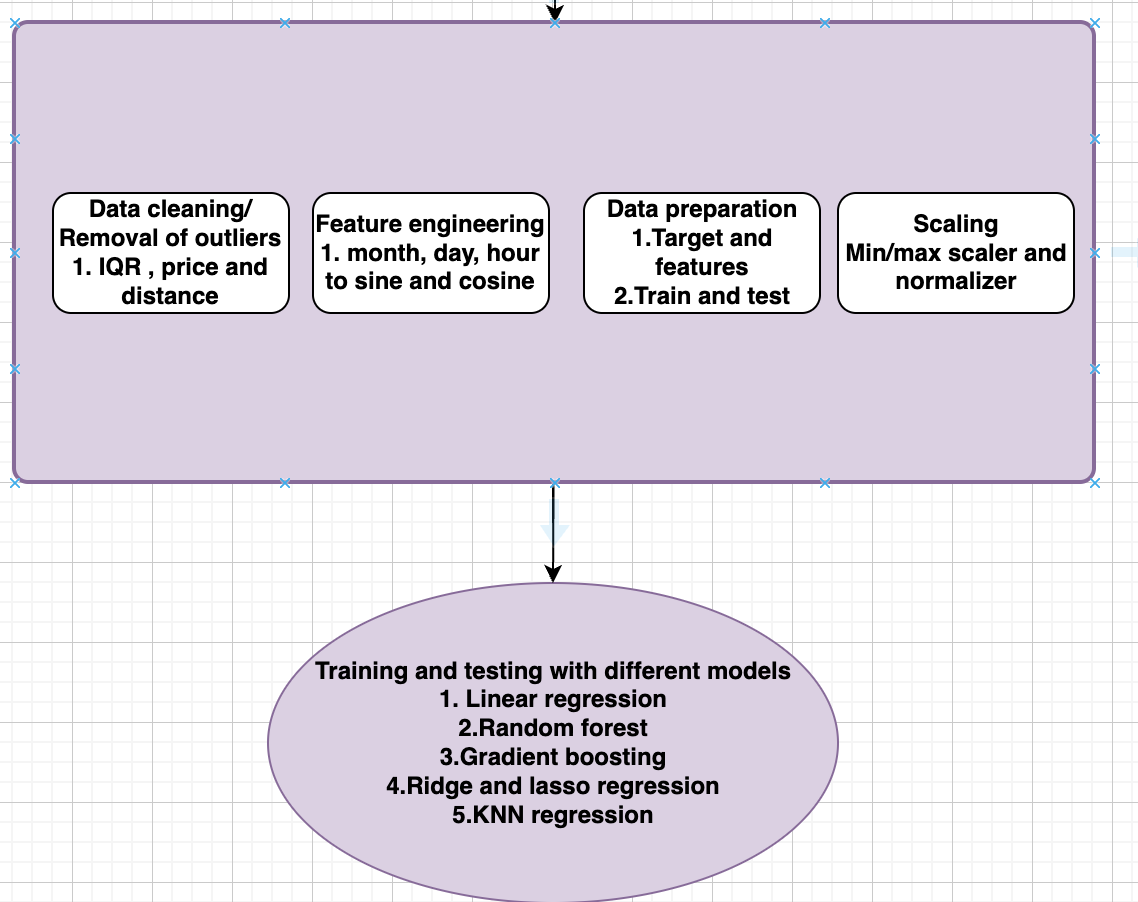 Data cleaning/
Removal of outliers
1. IQR , price and
distance
Feature engineering
1. month, day, hour
to sine and cosine
Data preparation
1.Target and
features
2.Train and test
Scaling
Min/max scaler and
normalizer
Training and testing with different models
1. Linear regression
2.Random forest
3.Gradient boosting
4.Ridge and lasso regression
5.KNN regression